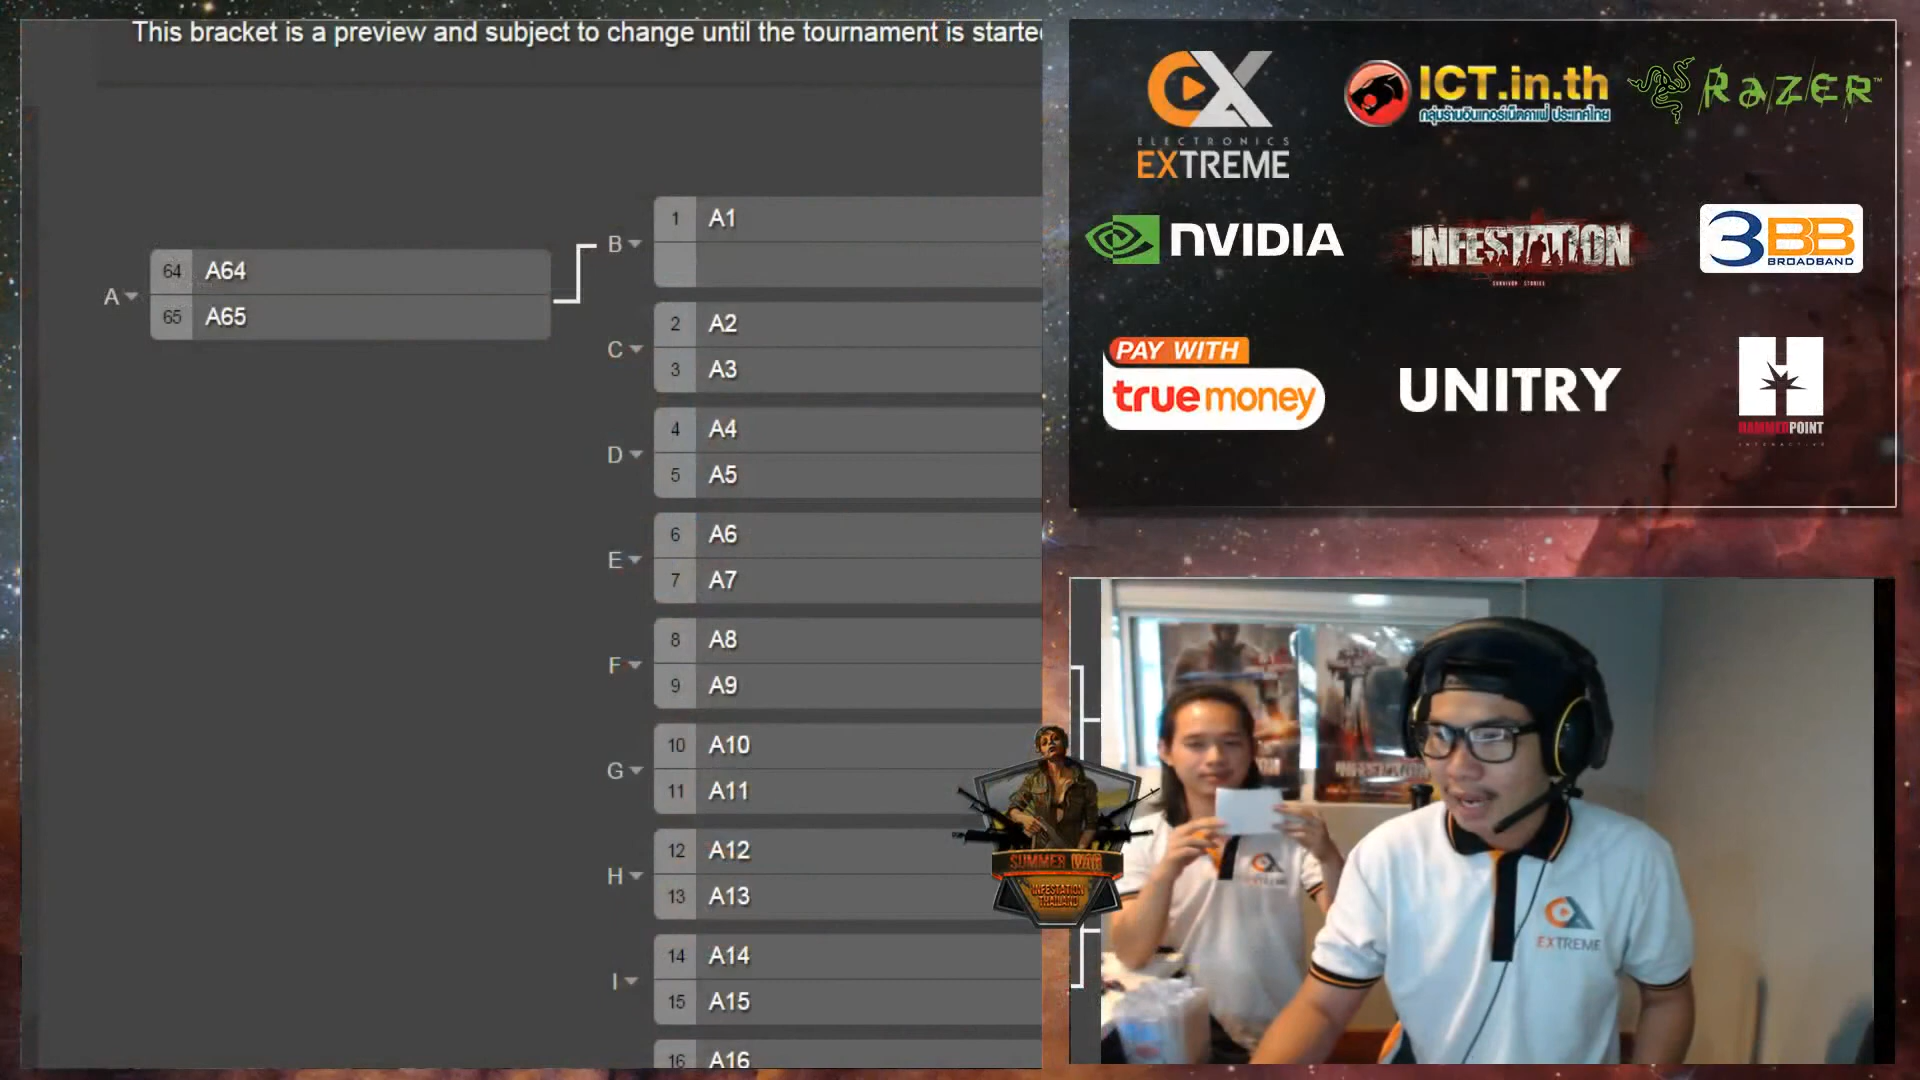 This bracket is a preview and subject to change until the tournament is starte
A
64 A64
65 A65
B
1 A1
C
2 A2
3 A3
D
4 A4
5 A5
E
6 A6
7 A7
F
8 A8
9 A9
G
10 A10
11 A11
H
12 A12
13 A13
I
14 A14
15 A15
16 A16
ELECTRONICS
EXTREME
ICT.in.th
กลุ่มร้านอินเทอร์เน็ตคาเฟ่ ประเทศไทย
RAZER™
NVIDIA
INFESTATION
SURVIVOR STORIES
3BB
BROADBAND
PAY WITH
truemoney
UNITRY
HAMMERPOINT
INTERACTIVE
SUMMER WAR
INFESTATION
THAILAND
EXTREME
EXTREME